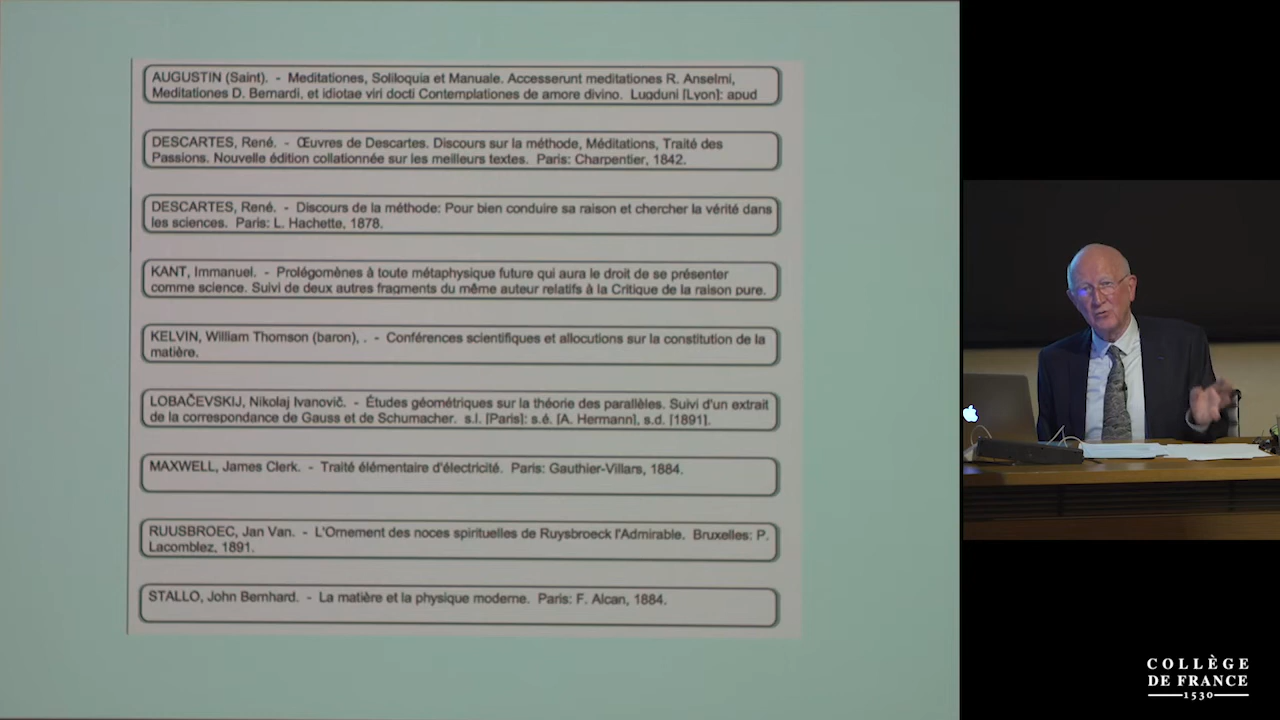 AUGUSTIN (Saint). - Meditationes, Soliloquia et Manuale. Accesserunt meditationes R. Anselmi,
Meditationes D. Bernardi, et idiotae viri docti Contemplationes de amore divino. Lugduni [Lyon]: apud
DESCARTES, René. - Œuvres de Descartes. Discours sur la méthode, Méditations, Traité des
Passions. Nouvelle édition collationnée sur les meilleurs textes. Paris: Charpentier, 1842.
DESCARTES, René. - Discours de la méthode: Pour bien conduire sa raison et chercher la vérité dans
les sciences. Paris: L. Hachette, 1878.
KANT, Immanuel. - Prolégomènes à toute métaphysique future qui aura le droit de se présenter
comme science. Suivi de deux autres fragments du même auteur relatifs à la Critique de la raison pure.
KELVIN, William Thomson (baron), . - Conférences scientifiques et allocutions sur la constitution de la
matière.
LOBAČEVSKIJ, Nikolaj Ivanovič. - Études géométriques sur la théorie des parallèles. Suivi d'un extrait
de la correspondance de Gauss et de Schumacher. s.l. [Paris]: s.é. [A. Hermann], s.d. [1891].
MAXWELL, James Clerk. - Traité élémentaire d'électricité. Paris: Gauthier-Villars, 1884.
RUUSBROEC, Jan Van. - L'Ornement des noces spirituelles de Ruysbroeck l'Admirable. Bruxelles: P.
Lacomblez, 1891.
STALLO, John Bernhard. - La matière et la physique moderne. Paris: F. Alcan, 1884.
COLLÈGE
DE FRANCE
1530